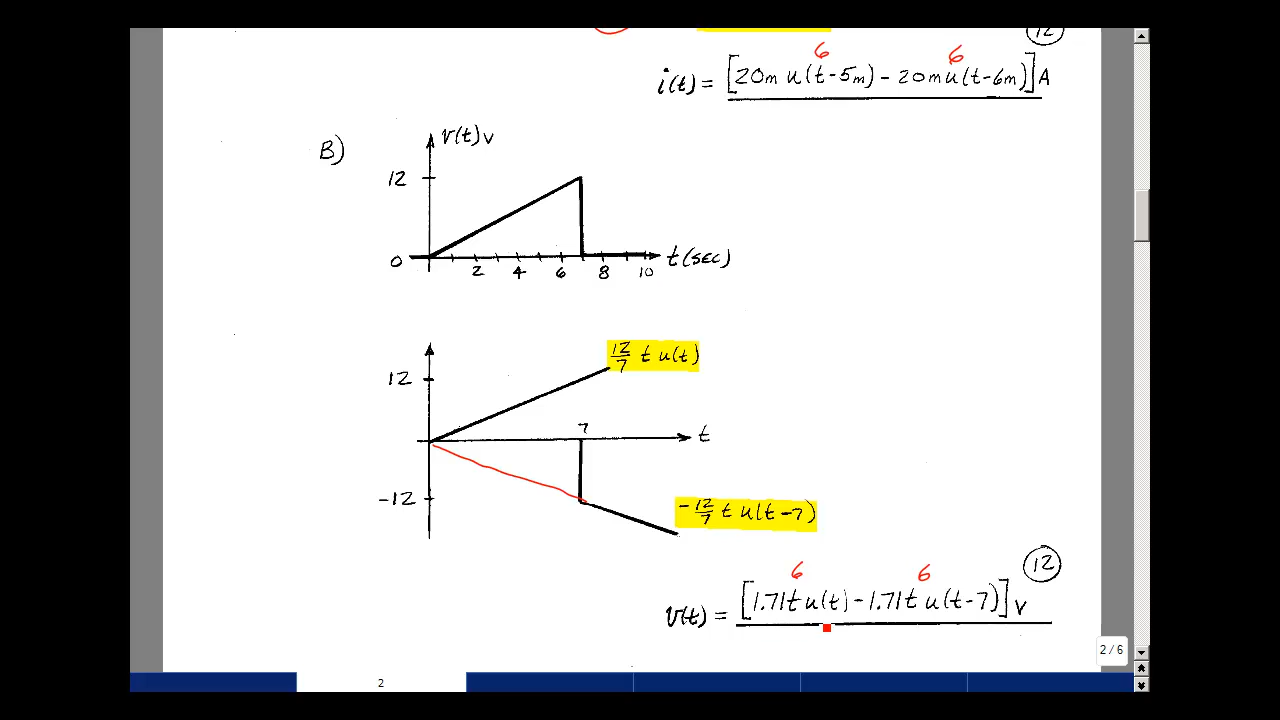 12
6 6
i(t) = [20m u(t-5m) - 20m u(t-6m)] A
B)
v(t) v
12
0
2 4 6 8 10
t (SEC)
12/7 t u(t)
12
7
t
-12
-12/7 t u(t-7)
12
6 6
v(t) = [1.71t u(t) - 1.71t u(t-7)] v
2 / 6
2